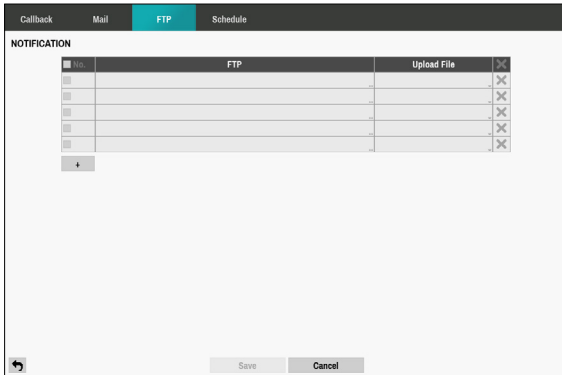 Callback Mail FTP Schedule
NOTIFICATION
No. FTP Upload File
+
Save Cancel